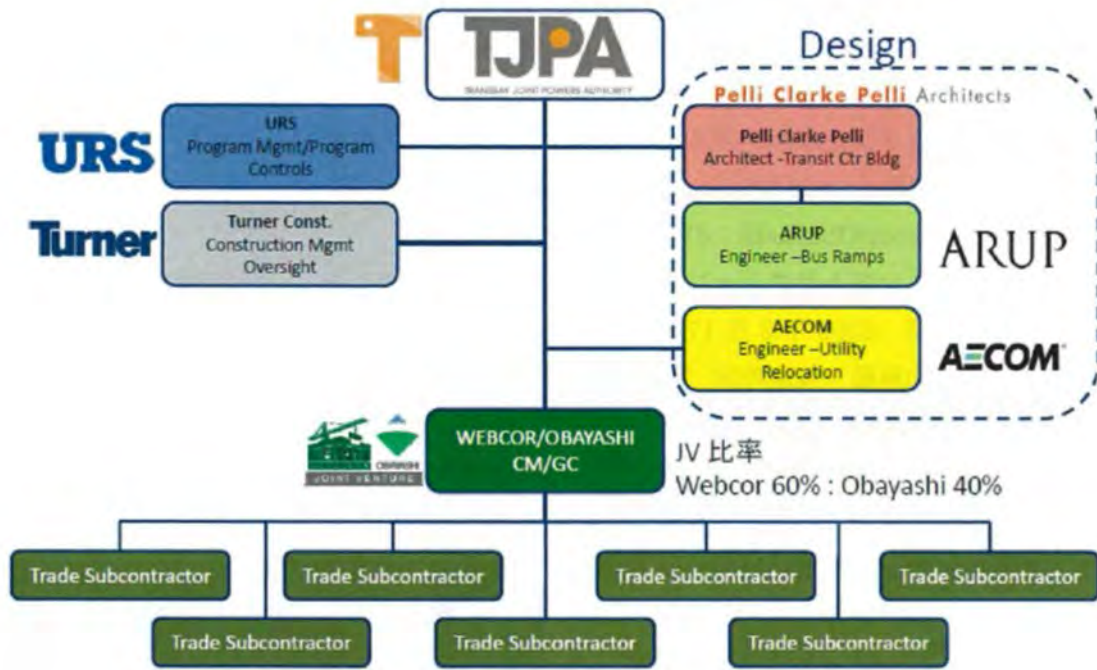 T
TJPA
TRANSBAY JOINT POWERS AUTHORITY
Design
Pelli Clarke Pelli Architects
URS
URS
Program Mgmt/Program
Controls
Pelli Clarke Pelli
Architect -Transit Ctr Bldg
Turner
Turner Const.
Construction Mgmt
Oversight
ARUP
Engineer –Bus Ramps
ARUP
AECOM
Engineer –Utility
Relocation
AECOM
OBAYASHI
JOINT VENTURE
WEBCOR/OBAYASHI
CM/GC
JV 比率
Webcor 60% : Obayashi 40%
Trade Subcontractor
Trade Subcontractor
Trade Subcontractor
Trade Subcontractor
Trade Subcontractor
Trade Subcontractor
Trade Subcontractor